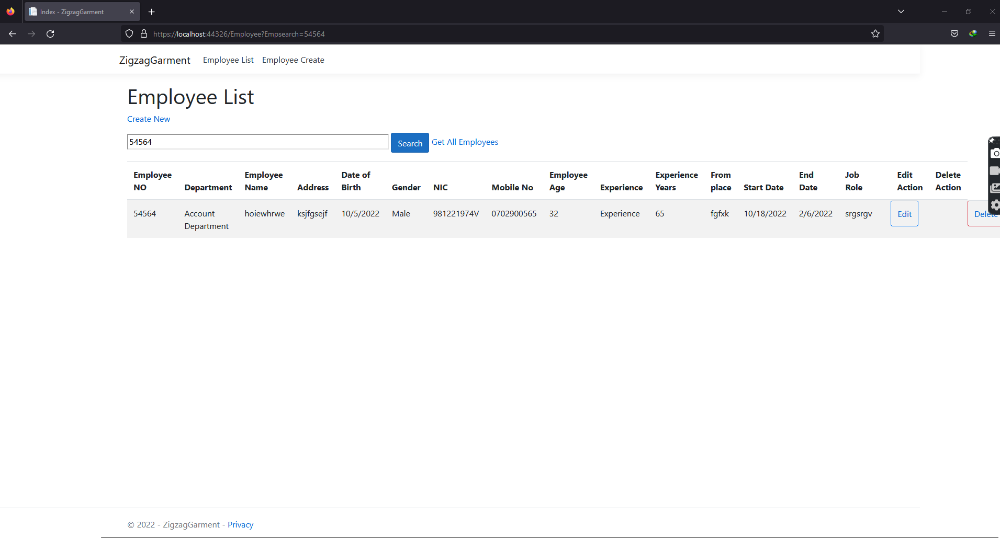 Index - ZigzagGarment
https://localhost:44326/Employee?Empsearch=54564
ZigzagGarment Employee List Employee Create
Employee List
Create New
54564 Search Get All Employees
Employee NO Department Employee Name Address Date of Birth Gender NIC Mobile No Employee Age Experience Experience Years From place Start Date End Date Job Role Edit Action Delete Action
54564 Account Department hoiewhrwe ksjfgsejf 10/5/2022 Male 981221974V 0702900565 32 Experience 65 fgfxk 10/18/2022 2/6/2022 srgsrgv Edit Delete
© 2022 - ZigzagGarment - Privacy